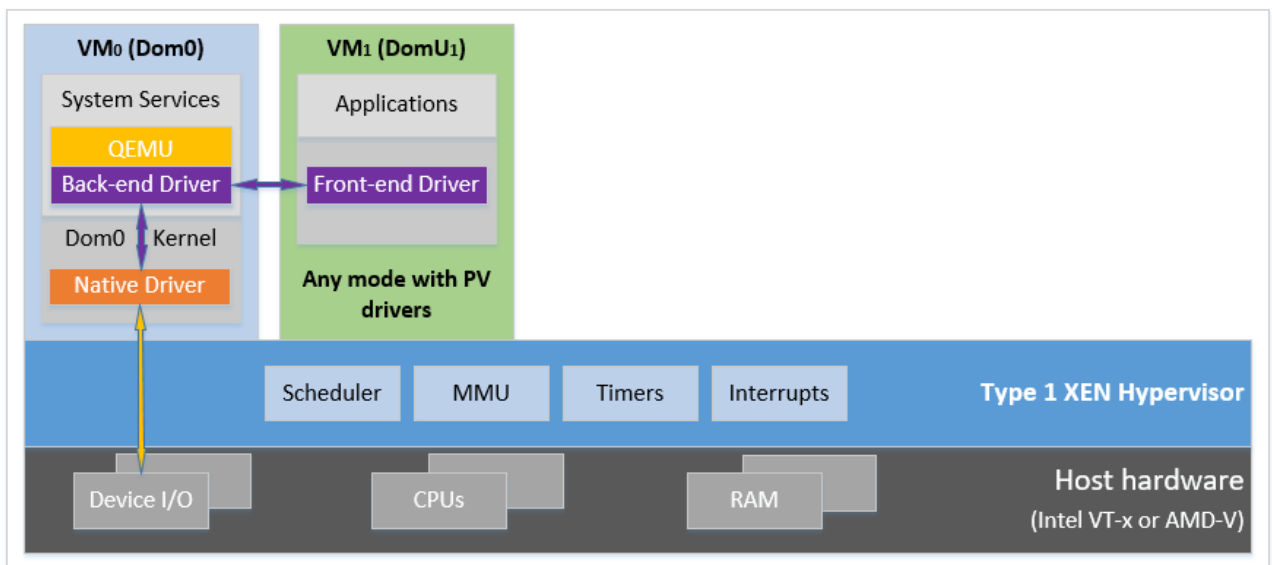 VM0 (Dom0)
System Services
QEMU
Back-end Driver
Dom0 Kernel
Native Driver
VM1 (DomU1)
Applications
Front-end Driver
Any mode with PV
drivers
Scheduler
MMU
Timers
Interrupts
Type 1 XEN Hypervisor
Device I/O
CPUs
RAM
Host hardware
(Intel VT-x or AMD-V)